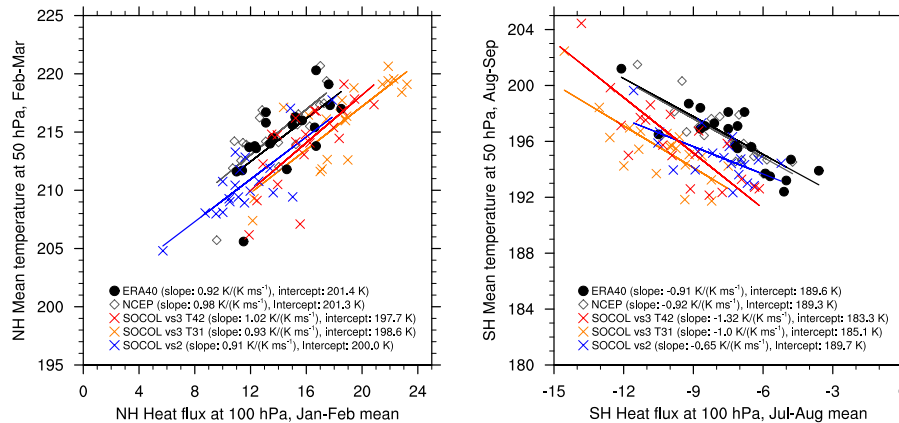 NH Mean temperature at 50 hPa, Feb-Mar
225
220
215
210
205
200
195
ERA40 (slope: 0.92 K/(K ms⁻¹), intercept: 201.4 K)
NCEP (slope: 0.98 K/(K ms⁻¹), Intercept: 201.3 K)
SOCOL vs3 T42 (slope: 1.02 K/(K ms⁻¹), intercept: 197.7 K)
SOCOL vs3 T31 (slope: 0.93 K/(K ms⁻¹), intercept: 198.6 K)
SOCOL vs2 (slope: 0.91 K/(K ms⁻¹), Intercept: 200.0 K)
0 3 6 9 12 15 18 21 24
NH Heat flux at 100 hPa, Jan-Feb mean
SH Mean temperature at 50 hPa, Aug-Sep
204
200
196
192
188
184
180
ERA40 (slope: -0.91 K/(K ms⁻¹), intercept: 189.6 K)
NCEP (slope: -0.92 K/(K ms⁻¹), Intercept: 189.3 K)
SOCOL vs3 T42 (slope: -1.32 K/(K ms⁻¹), intercept: 183.3 K)
SOCOL vs3 T31 (slope: -1.0 K/(K ms⁻¹), intercept: 185.1 K)
SOCOL vs2 (slope: -0.65 K/(K ms⁻¹), Intercept: 189.7 K)
-15 -12 -9 -6 -3 0
SH Heat flux at 100 hPa, Jul-Aug mean